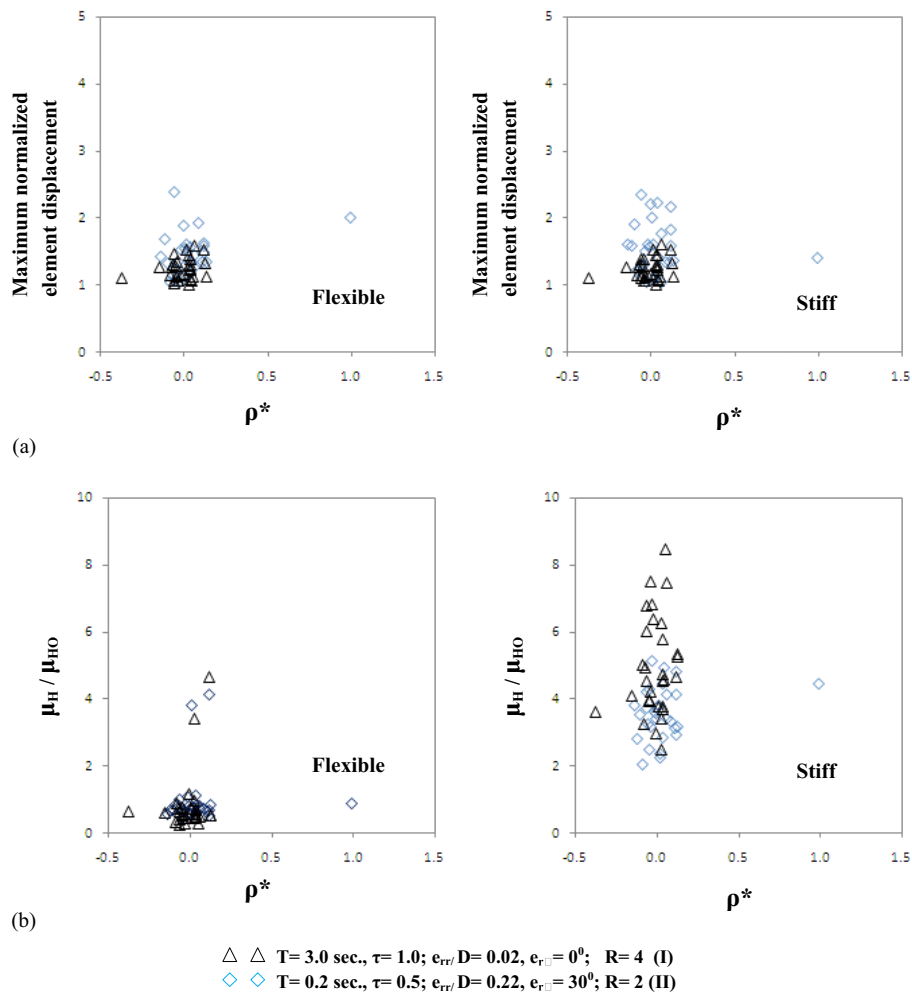 5
4
3
2
1
0
-0.5 0.0 0.5 1.0 1.5
Maximum normalized
element displacement
Flexible
ρ*
5
4
3
2
1
0
-0.5 0.0 0.5 1.0 1.5
Maximum normalized
element displacement
Stiff
ρ*
(a)
10
8
6
4
2
0
-0.5 0.0 0.5 1.0 1.5
μH / μHO
Flexible
ρ*
10
8
6
4
2
0
-0.5 0.0 0.5 1.0 1.5
μH / μHO
Stiff
ρ*
(b)
T= 3.0 sec., τ= 1.0; err/ D= 0.02, er□= 0⁰; R= 4 (I)
T= 0.2 sec., τ= 0.5; err/ D= 0.22, er□= 30⁰; R= 2 (II)